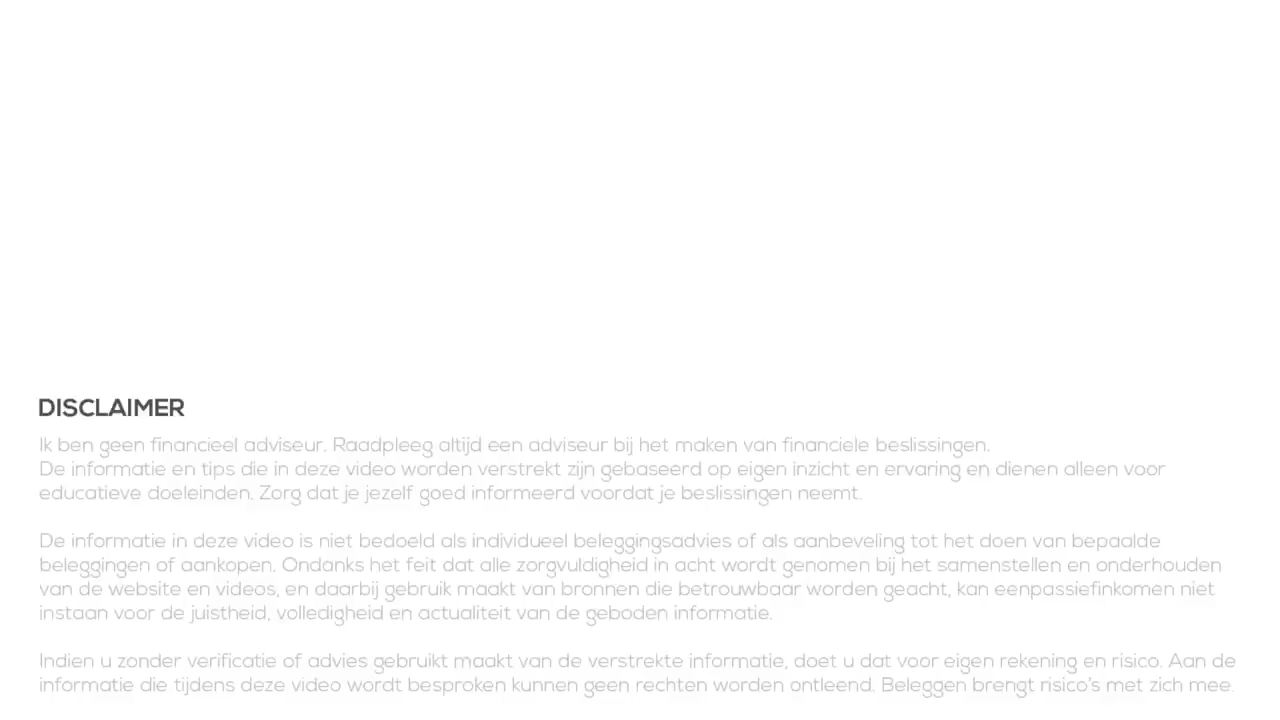 DISCLAIMER
Ik ben geen financieel adviseur. Raadpleeg altijd een adviseur bij het maken van financiele beslissingen.
De informatie en tips die in deze video worden verstrekt zijn gebaseerd op eigen inzicht en ervaring en dienen alleen voor
educatieve doeleinden. Zorg dat je jezelf goed informeerd voordat je beslissingen neemt.
De informatie in deze video is niet bedoeld als individueel beleggingsadvies of als aanbeveling tot het doen van bepaalde
beleggingen of aankopen. Ondanks het feit dat alle zorgvuldigheid in acht wordt genomen bij het samenstellen en onderhouden
van de website en videos, en daarbij gebruik maakt van bronnen die betrouwbaar worden geacht, kan eenpassiefinkomen niet
instaan voor de juistheid, volledigheid en actualiteit van de geboden informatie.
Indien u zonder verificatie of advies gebruikt maakt van de verstrekte informatie, doet u dat voor eigen rekening en risico. Aan de
informatie die tijdens deze video wordt besproken kunnen geen rechten worden ontleend. Beleggen brengt risico's met zich mee.